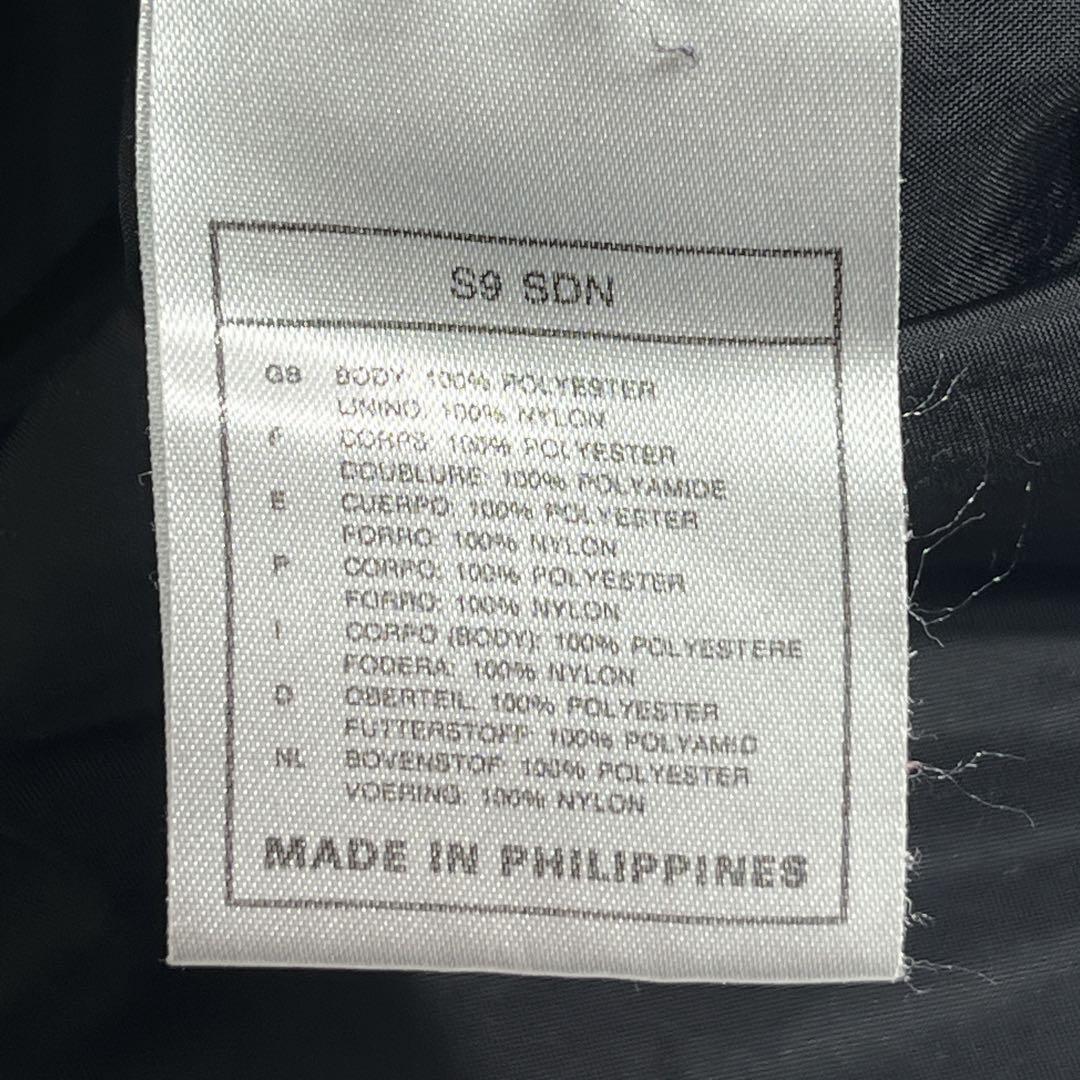 S9 SDN
GB BODY: 100% POLYESTER
LINING: 100% NYLON
F CORPS: 100% POLYESTER
DOUBLURE: 100% POLYAMIDE
E CUERPO: 100% POLYESTER
FORRO: 100% NYLON
P CORPO: 100% POLYESTER
FORRO: 100% NYLON
I CORPO (BODY): 100% POLYESTERE
FODERA: 100% NYLON
D OBERTEIL: 100% POLYESTER
FUTTERSTOFF: 100% POLYAMID
NL BOVENSTOF: 100% POLYESTER
VOERING: 100% NYLON
MADE IN PHILIPPINES